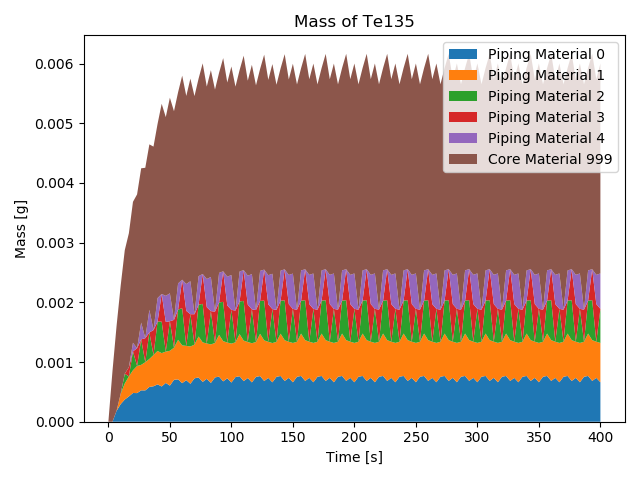 Mass of Te135
Piping Material 0
Piping Material 1
Piping Material 2
Piping Material 3
Piping Material 4
Core Material 999
Mass [g]
0.006
0.005
0.004
0.003
0.002
0.001
0.000
0 50 100 150 200 250 300 350 400
Time [s]